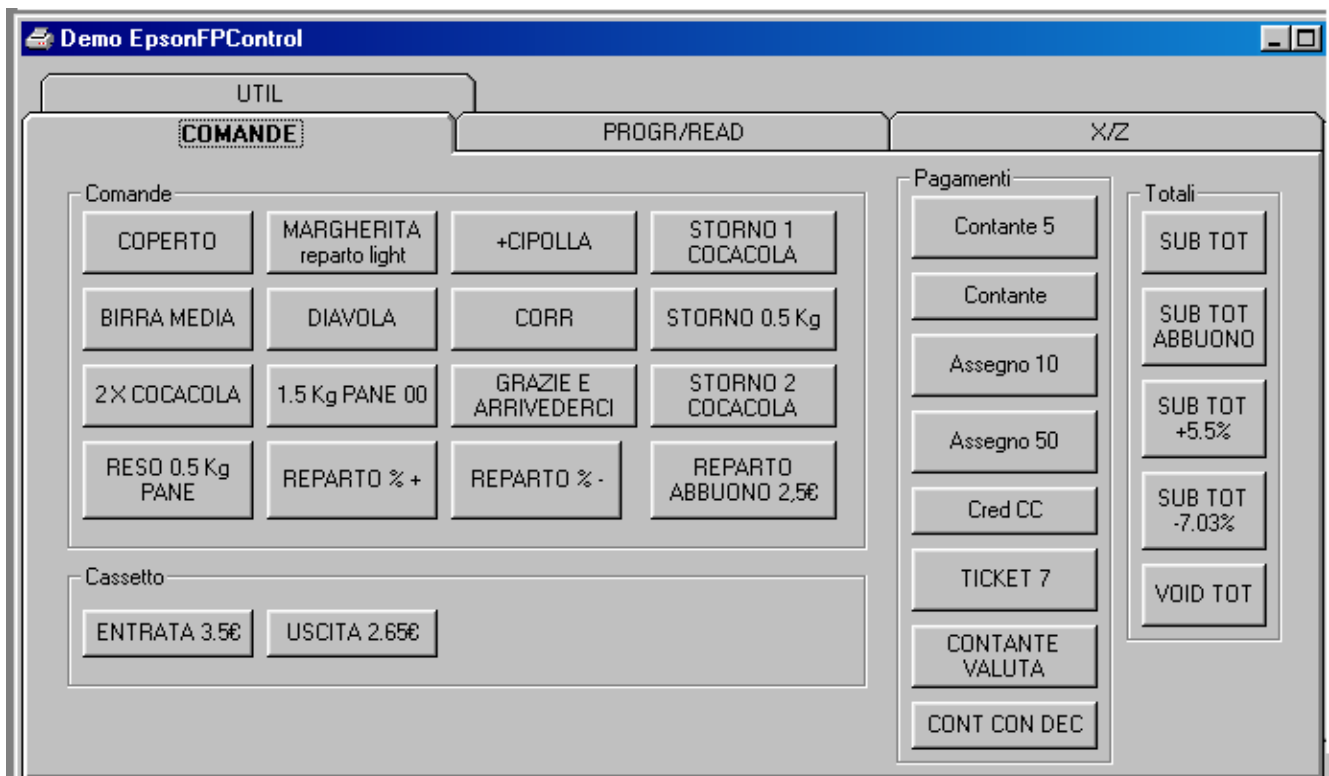 Demo EpsonFPControl
UTIL
COMANDE
PROGR/READ
X/Z
Comande
COPERTO
MARGHERITA
reparto light
+CIPOLLA
STORNO 1
COCACOLA
BIRRA MEDIA
DIAVOLA
CORR
STORNO 0.5 Kg
2X COCACOLA
1.5 Kg PANE 00
GRAZIE E
ARRIVEDERCI
STORNO 2
COCACOLA
RESO 0.5 Kg
PANE
REPARTO % +
REPARTO % -
REPARTO
ABBUONO 2,5€
Cassetto
ENTRATA 3.5€
USCITA 2.65€
Pagamenti
Contante 5
Contante
Assegno 10
Assegno 50
Cred CC
TICKET 7
CONTANTE
VALUTA
CONT CON DEC
Totali
SUB TOT
SUB TOT
ABBUONO
SUB TOT
+5.5%
SUB TOT
-7.03%
VOID TOT